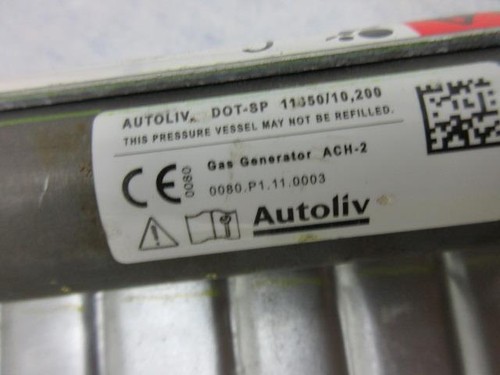 AUTOLIV. DOT-SP 11650/10,200
THIS PRESSURE VESSEL MAY NOT BE REFILLED.
CE 0080
Gas Generator ACH-2
0080.P1.11.0003
Autoliv